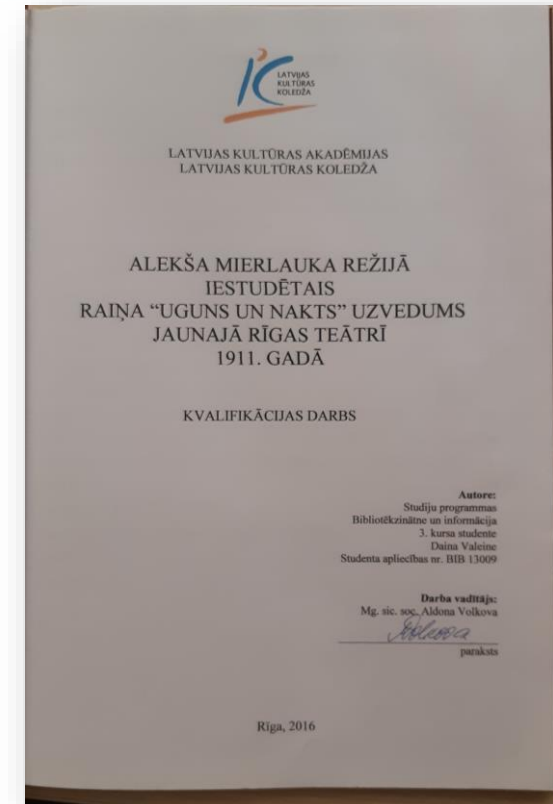 LATVIJAS
KULTŪRAS
KOLEDŽA
LATVIJAS KULTŪRAS AKADĒMIJAS
LATVIJAS KULTŪRAS KOLEDŽA
ALEKŠA MIERLAUKA REŽIJĀ
IESTUDĒTAIS
RAIŅA “UGUNS UN NAKTS” UZVEDUMS
JAUNAJĀ RĪGAS TEĀTRĪ
1911. GADĀ
KVALIFIKĀCIJAS DARBS
Autore:
Studiju programmas
Bibliotēkzinātne un informācija
3. kursa studente
Daina Valeine
Studenta apliecības nr. BIB 13009
Darba vadītājs:
Mg. sic. soc. Aldona Volkova
Volkova
paraksts
Rīga, 2016